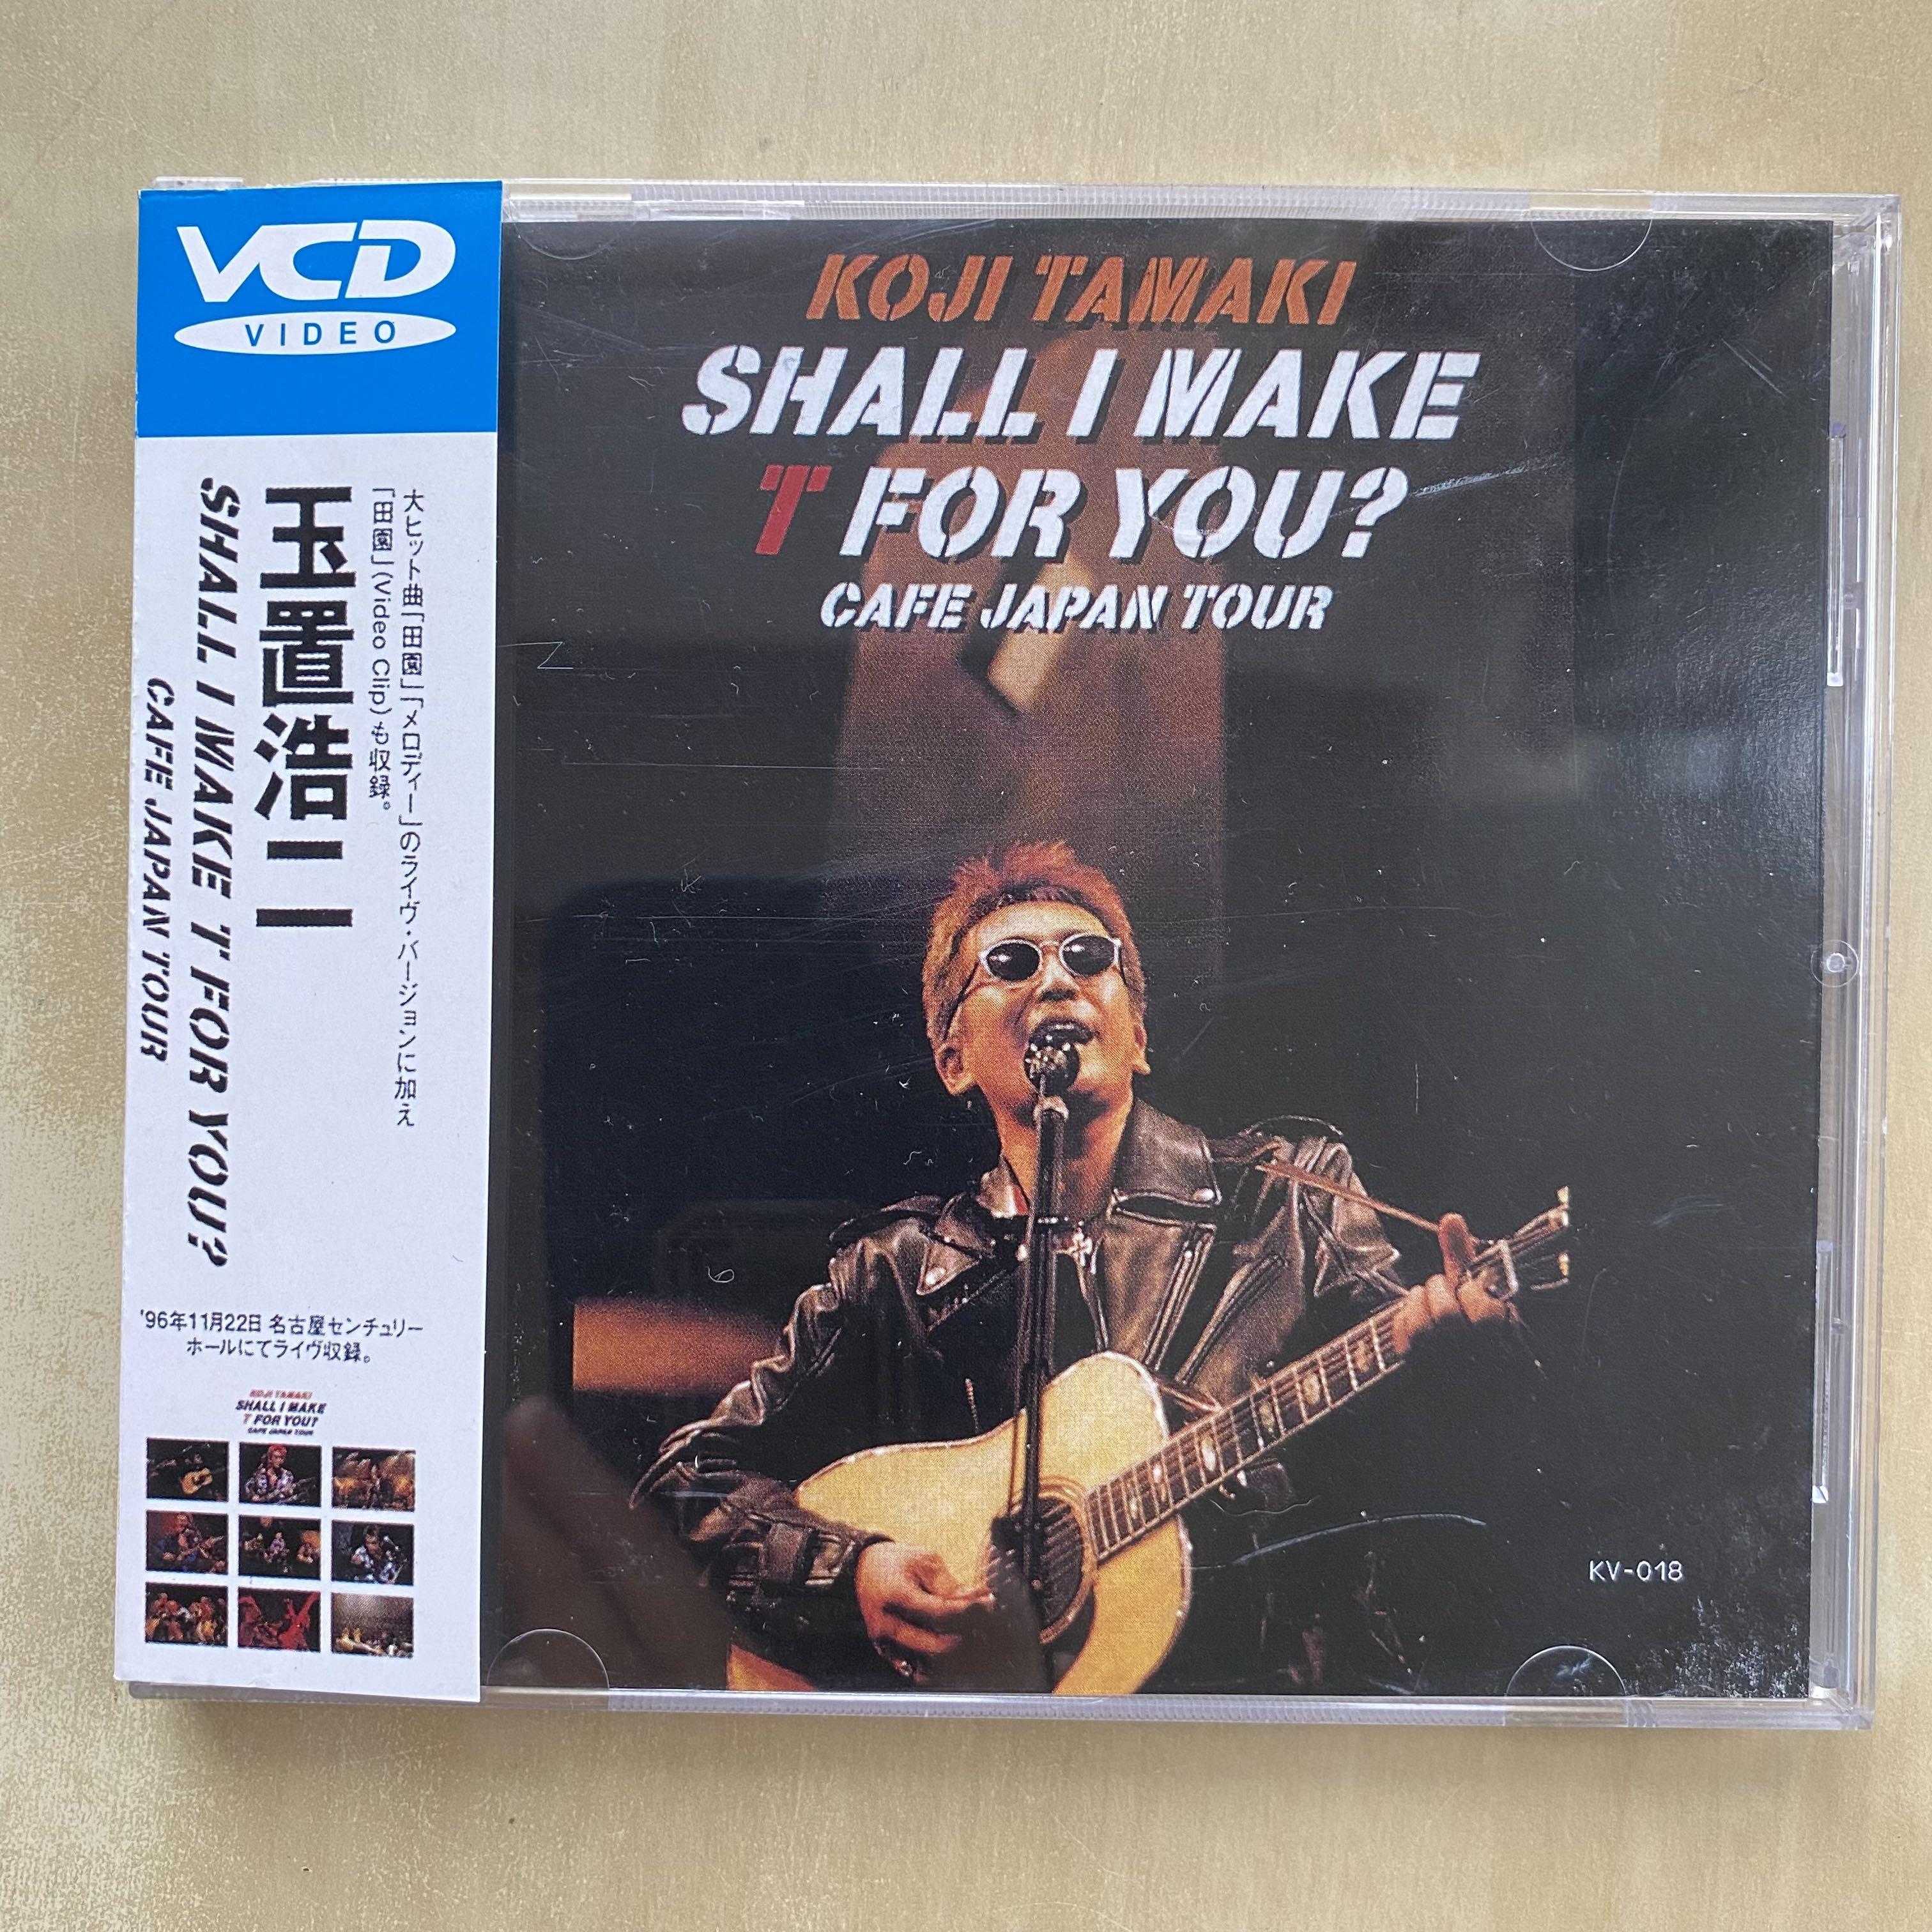 VCD
VIDEO
大ヒット曲「田園」「メロディー」のライヴ・バージョンに加え
「田園」(Video Clip)も収録。
玉置浩二
SHALL I MAKE T FOR YOU?
CAFE JAPAN TOUR
'96年11月22日 名古屋センチュリー
ホールにてライヴ収録。
KOJI TAMAKI
SHALL I MAKE
T FOR YOU?
CAFE JAPAN TOUR
KOJI TAMAKI
SHALL I MAKE
T FOR YOU?
CAFE JAPAN TOUR
KV-018